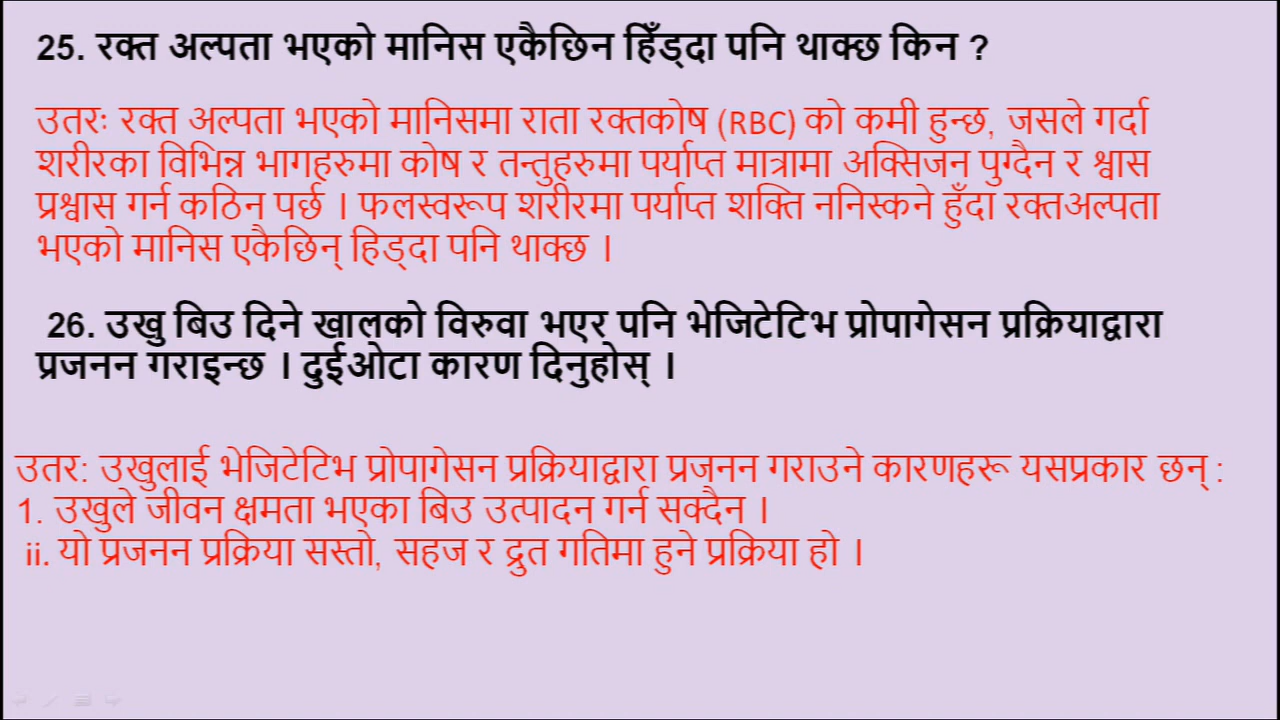 25. रक्त अल्पता भएको मानिस एकैछिन हिँड्दा पनि थाक्छ किन ?
उतरः रक्त अल्पता भएको मानिसमा राता रक्तकोष (RBC) को कमी हुन्छ, जसले गर्दा
शरीरका विभिन्न भागहरुमा कोष र तन्तुहरुमा पर्याप्त मात्रामा अक्सिजन पुग्दैन र श्वास
प्रश्वास गर्न कठिन पर्छ । फलस्वरूप शरीरमा पर्याप्त शक्ति ननिस्कने हुँदा रक्तअल्पता
भएको मानिस एकैछिन् हिड्दा पनि थाक्छ ।
26. उखु बिउ दिने खालको विरुवा भएर पनि भेजिटेटिभ प्रोपागेसन प्रक्रियाद्वारा
प्रजनन गराइन्छ । दुईओटा कारण दिनुहोस् ।
उतर: उखुलाई भेजिटेटिभ प्रोपागेसन प्रक्रियाद्वारा प्रजनन गराउने कारणहरू यसप्रकार छन् :
1. उखुले जीवन क्षमता भएका बिउ उत्पादन गर्न सक्दैन ।
ii. यो प्रजनन प्रक्रिया सस्तो, सहज र द्रुत गतिमा हुने प्रक्रिया हो ।